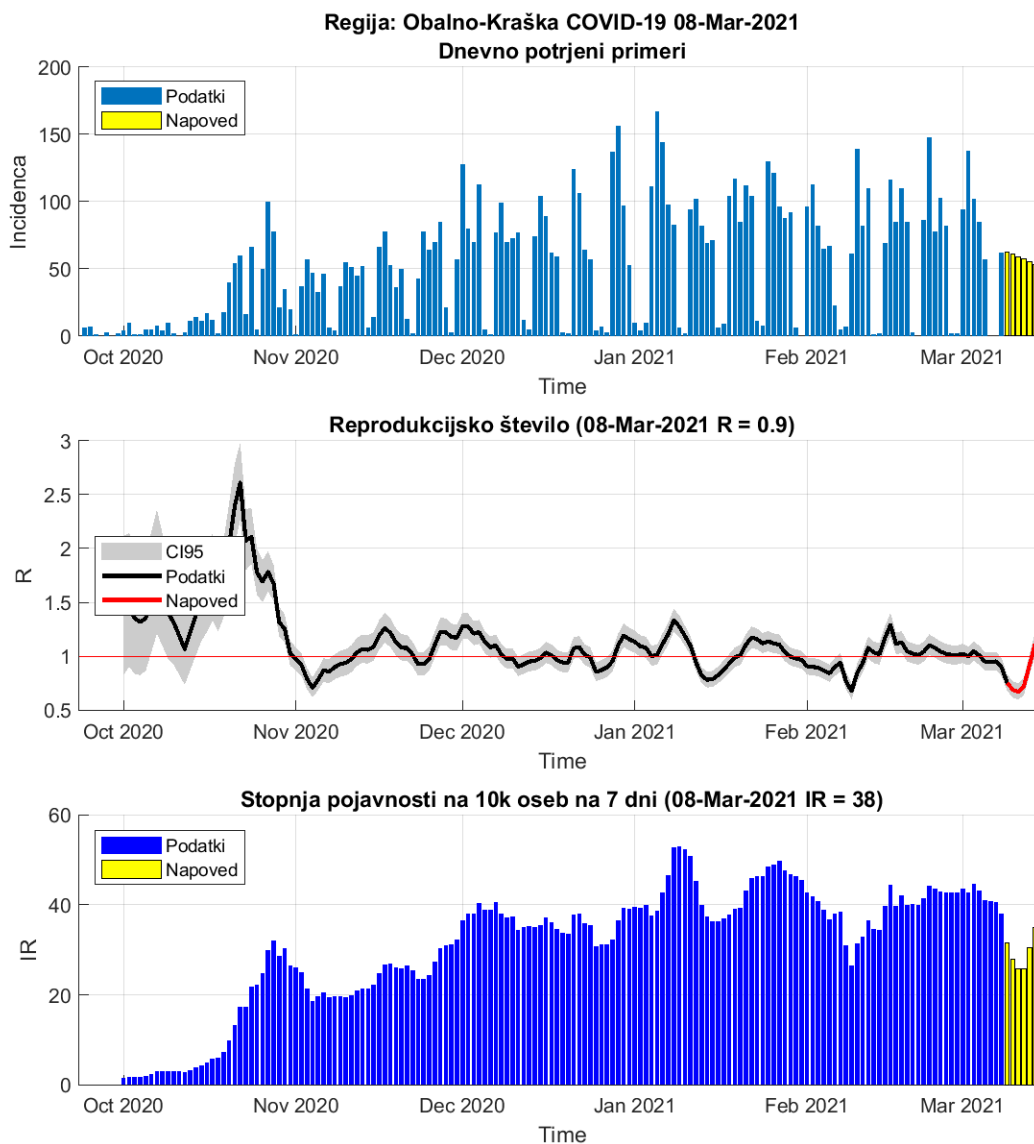 Regija: Obalno-Kraška COVID-19 08-Mar-2021
Dnevno potrjeni primeri
200
150
100
50
0
Incidenca
Podatki
Napoved
Oct 2020 Nov 2020 Dec 2020 Jan 2021 Feb 2021 Mar 2021
Time
Reprodukcijsko število (08-Mar-2021 R = 0.9)
3
2.5
2
1.5
1
0.5
R
CI95
Podatki
Napoved
Oct 2020 Nov 2020 Dec 2020 Jan 2021 Feb 2021 Mar 2021
Time
Stopnja pojavnosti na 10k oseb na 7 dni (08-Mar-2021 IR = 38)
60
40
20
0
IR
Podatki
Napoved
Oct 2020 Nov 2020 Dec 2020 Jan 2021 Feb 2021 Mar 2021
Time